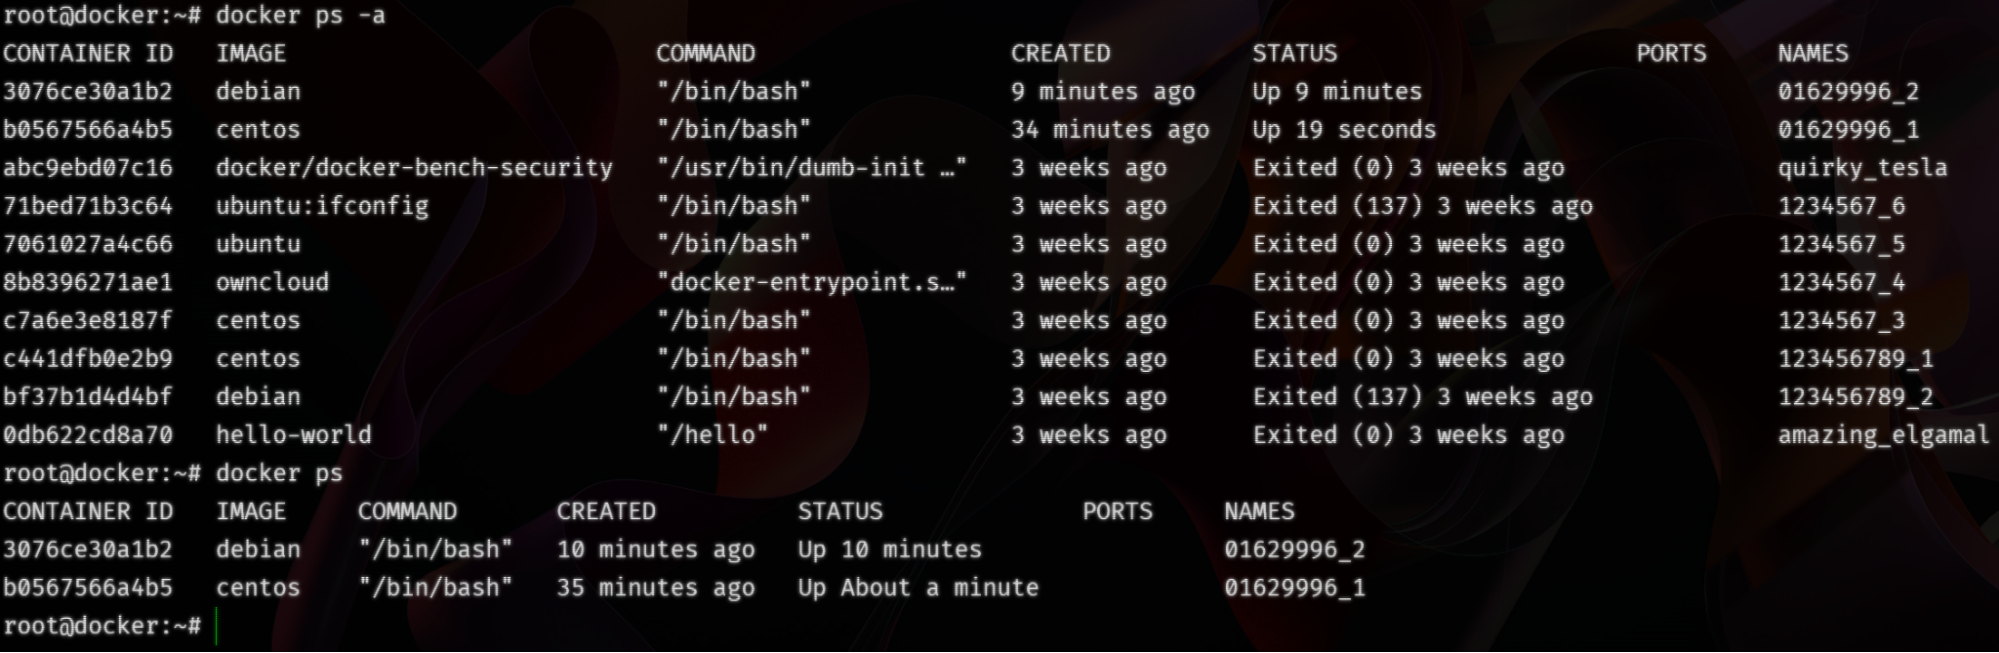 root@docker:~# docker ps -a
CONTAINER ID   IMAGE                          COMMAND                  CREATED          STATUS                     PORTS     NAMES
3076ce30a1b2   debian                         "/bin/bash"              9 minutes ago    Up 9 minutes                         01629996_2
b0567566a4b5   centos                         "/bin/bash"              34 minutes ago   Up 19 seconds                        01629996_1
abc9ebd07c16   docker/docker-bench-security   "/usr/bin/dumb-init …"   3 weeks ago      Exited (0) 3 weeks ago               quirky_tesla
71bed71b3c64   ubuntu:ifconfig                "/bin/bash"              3 weeks ago      Exited (137) 3 weeks ago             1234567_6
7061027a4c66   ubuntu                         "/bin/bash"              3 weeks ago      Exited (0) 3 weeks ago               1234567_5
8b8396271ae1   owncloud                       "docker-entrypoint.s…"   3 weeks ago      Exited (0) 3 weeks ago               1234567_4
c7a6e3e8187f   centos                         "/bin/bash"              3 weeks ago      Exited (0) 3 weeks ago               1234567_3
c441dfb0e2b9   centos                         "/bin/bash"              3 weeks ago      Exited (0) 3 weeks ago               123456789_1
bf37b1d4d4bf   debian                         "/bin/bash"              3 weeks ago      Exited (137) 3 weeks ago             123456789_2
0db622cd8a70   hello-world                    "/hello"                 3 weeks ago      Exited (0) 3 weeks ago               amazing_elgamal
root@docker:~# docker ps
CONTAINER ID   IMAGE     COMMAND       CREATED          STATUS              PORTS     NAMES
3076ce30a1b2   debian    "/bin/bash"   10 minutes ago   Up 10 minutes                 01629996_2
b0567566a4b5   centos    "/bin/bash"   35 minutes ago   Up About a minute             01629996_1
root@docker:~#